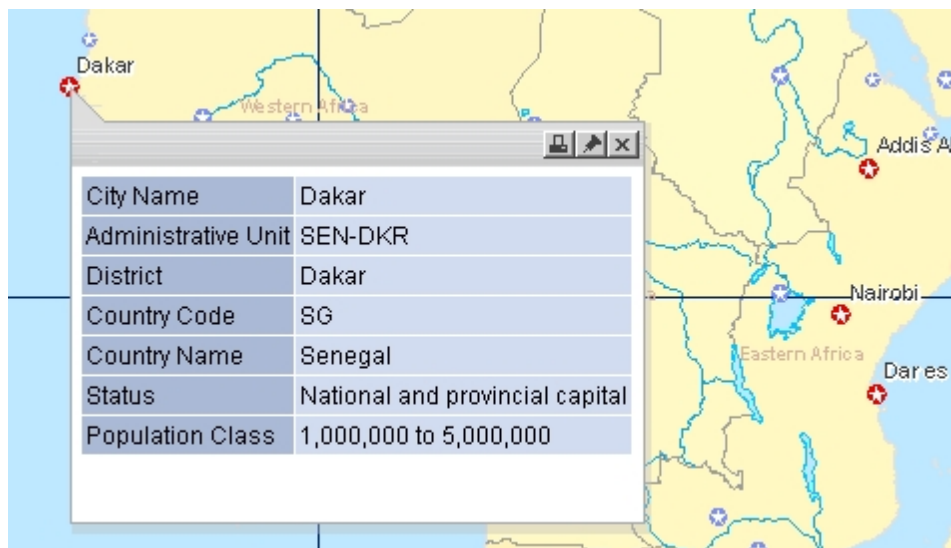 Dakar
Western Africa
Addis A
City Name Dakar
Administrative Unit SEN-DKR
District Dakar
Country Code SG
Country Name Senegal
Status National and provincial capital
Population Class 1,000,000 to 5,000,000
Nairobi
Eastern Africa
Dar es